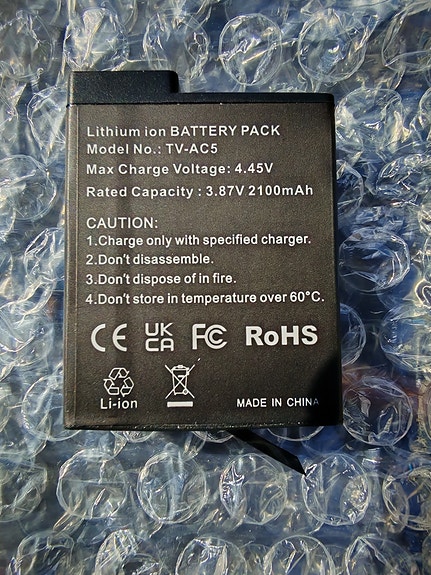 Lithium ion BATTERY PACK
Model No.: TV-AC5
Max Charge Voltage: 4.45V
Rated Capacity : 3.87V 2100mAh
CAUTION:
1.Charge only with specified charger.
2.Don't disassemble.
3.Don't dispose of in fire.
4.Don't store in temperature over 60°C.
CE UK CA FC RoHS
Li-ion
MADE IN CHINA